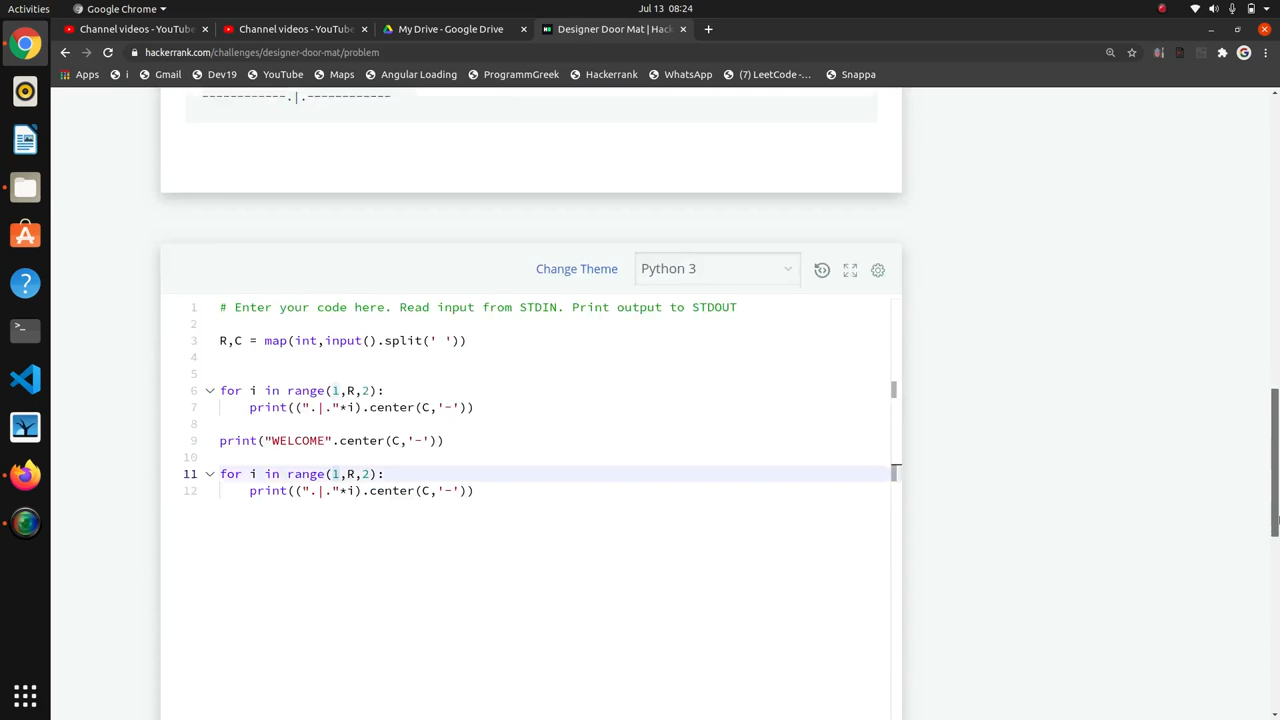 Activities
Google Chrome
Jul 13 08:24
Channel videos - YouTube
Channel videos - YouTube
My Drive - Google Drive
Designer Door Mat | Hack
hackerrank.com/challenges/designer-door-mat/problem
Apps
i
Gmail
Dev19
YouTube
Maps
Angular Loading
ProgrammGreek
Hackerrank
WhatsApp
(7) LeetCode -...
Snappa
------------.|.------------
Change Theme
Python 3
1 # Enter your code here. Read input from STDIN. Print output to STDOUT
2
3 R,C = map(int,input().split(' '))
4
5
6 for i in range(1,R,2):
7     print((".|."*i).center(C,'-'))
8
9 print("WELCOME".center(C,'-'))
10
11 for i in range(1,R,2):
12     print((".|."*i).center(C,'-'))